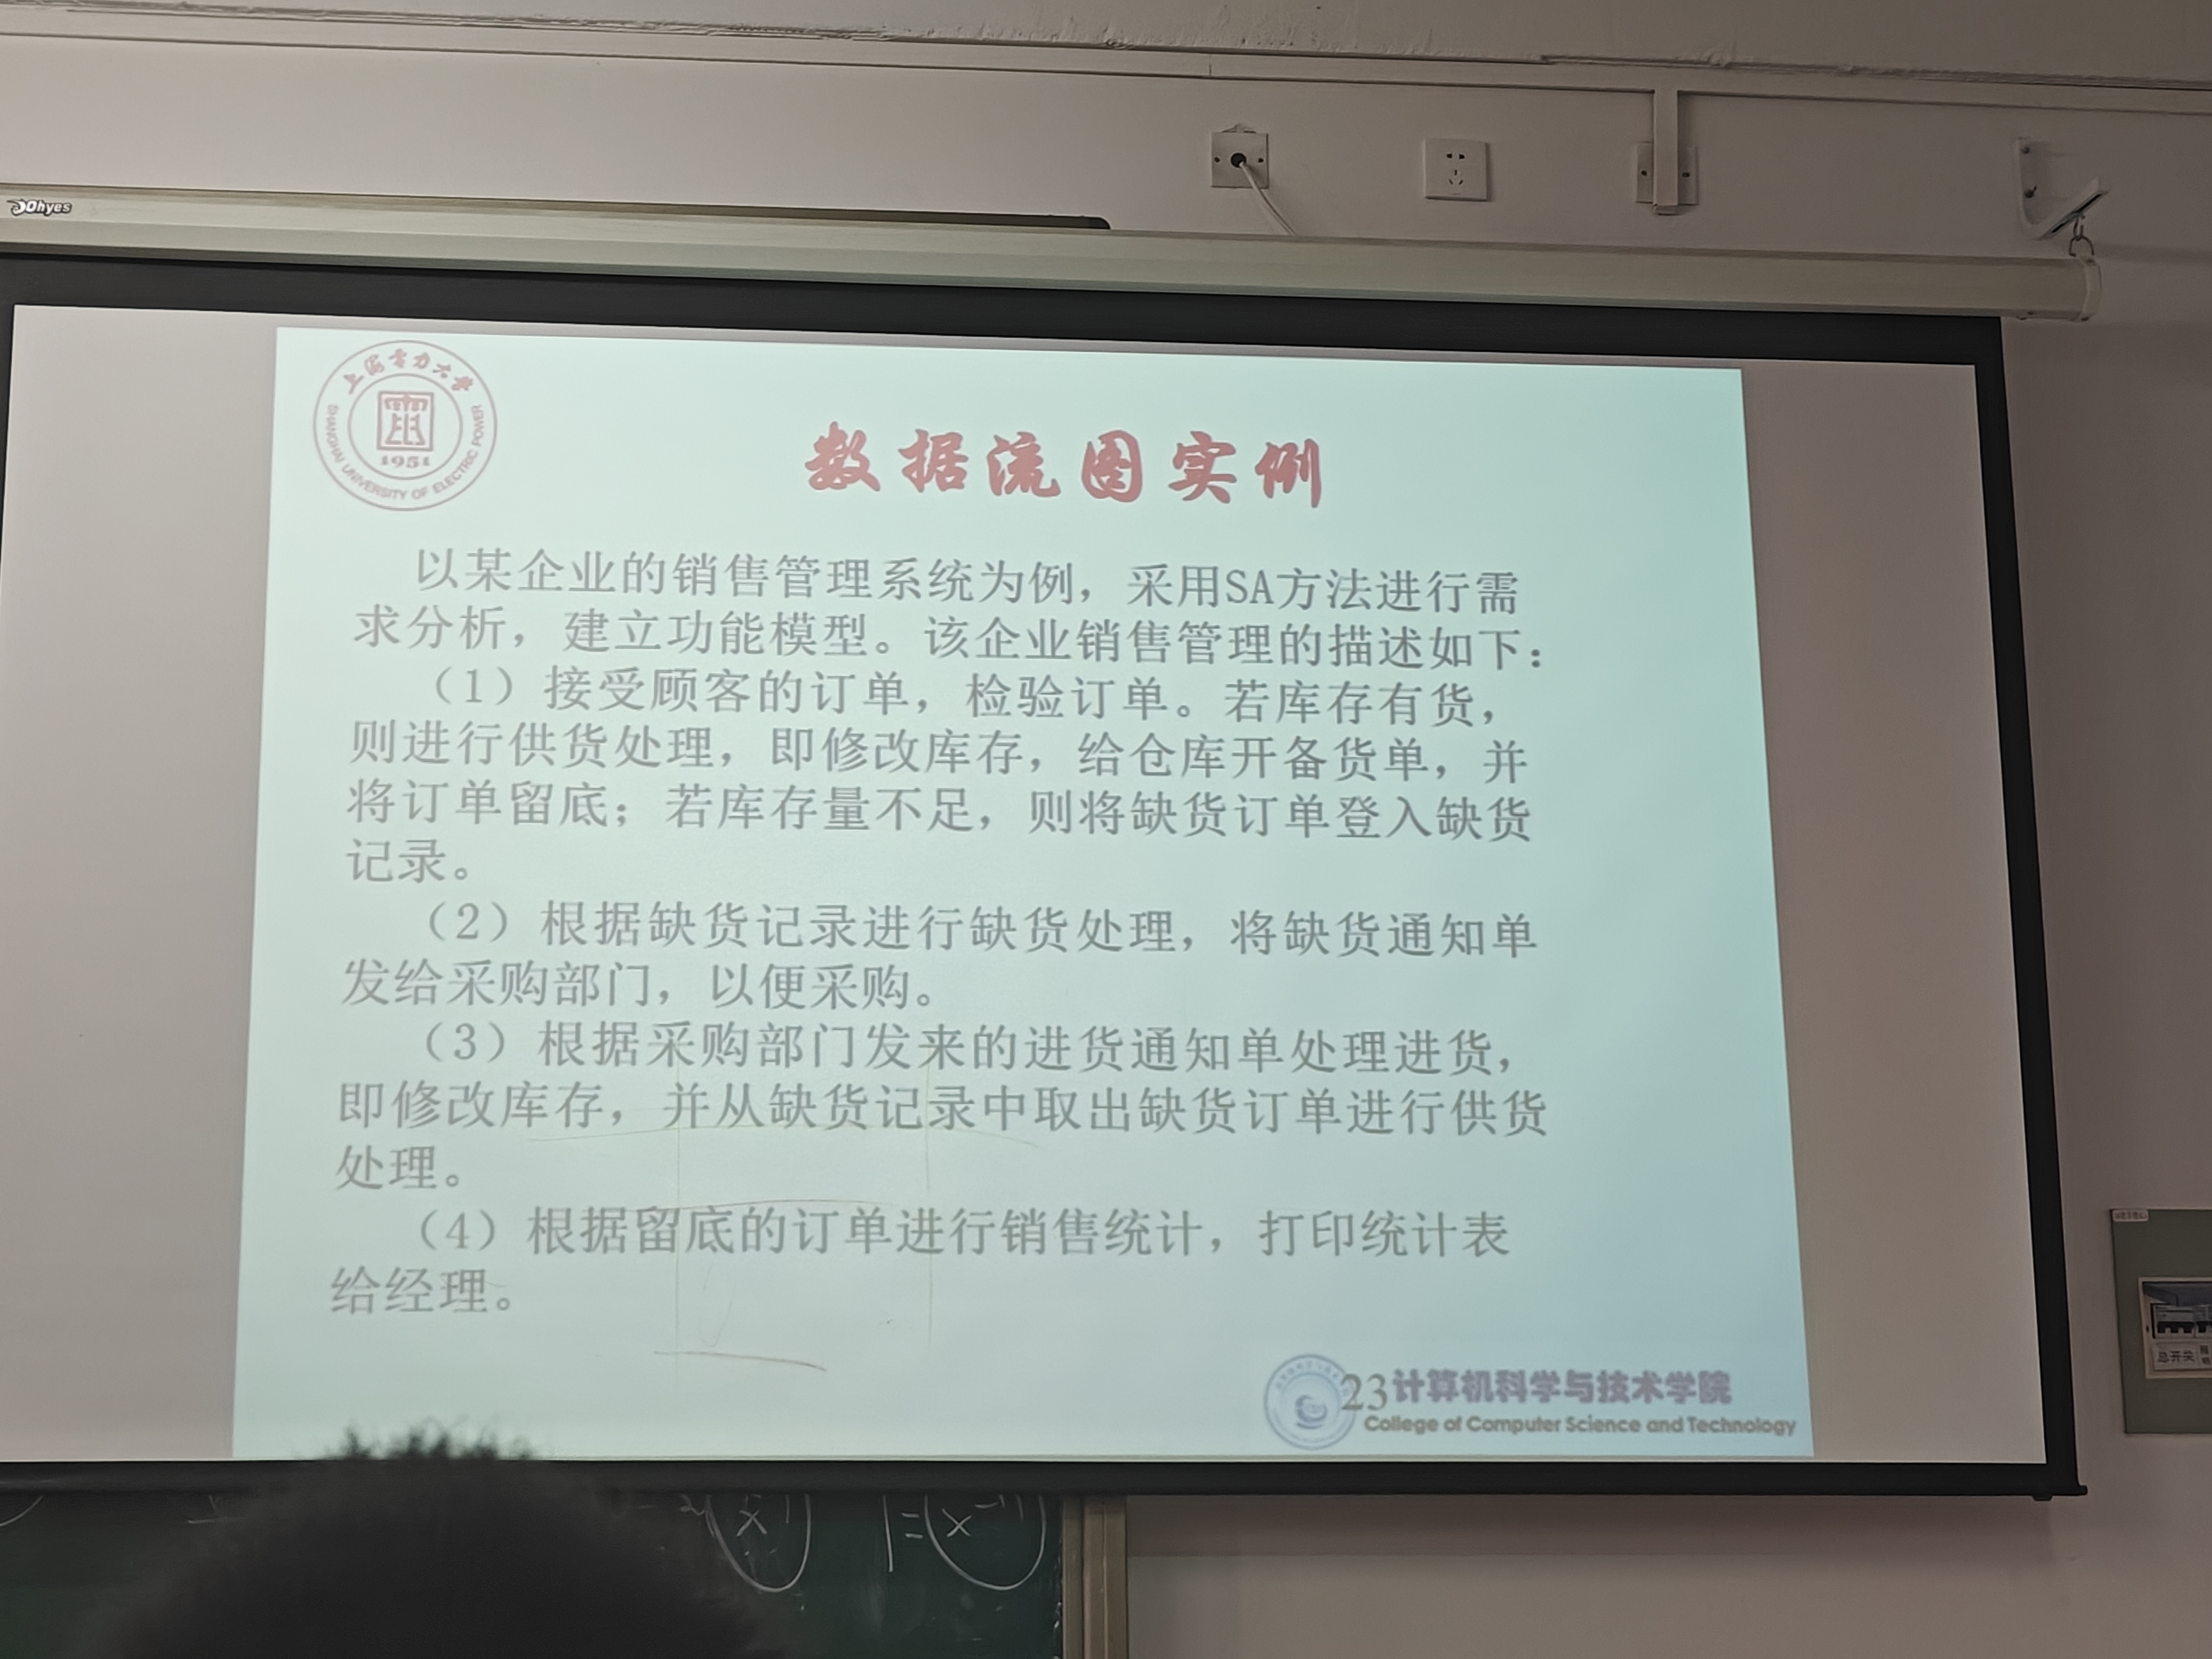 Ohyes
上海电力大学
1951
SHANGHAI UNIVERSITY OF ELECTRIC POWER
数据流图实例
以某企业的销售管理系统为例，采用SA方法进行需
求分析，建立功能模型。该企业销售管理的描述如下：
（1）接受顾客的订单，检验订单。若库存有货，
则进行供货处理，即修改库存，给仓库开备货单，并
将订单留底；若库存量不足，则将缺货订单登入缺货
记录。
（2）根据缺货记录进行缺货处理，将缺货通知单
发给采购部门，以便采购。
（3）根据采购部门发来的进货通知单处理进货，
即修改库存，并从缺货记录中取出缺货订单进行供货
处理。
（4）根据留底的订单进行销售统计，打印统计表
给经理。
23
计算机科学与技术学院
College of Computer Science and Technology
总开关